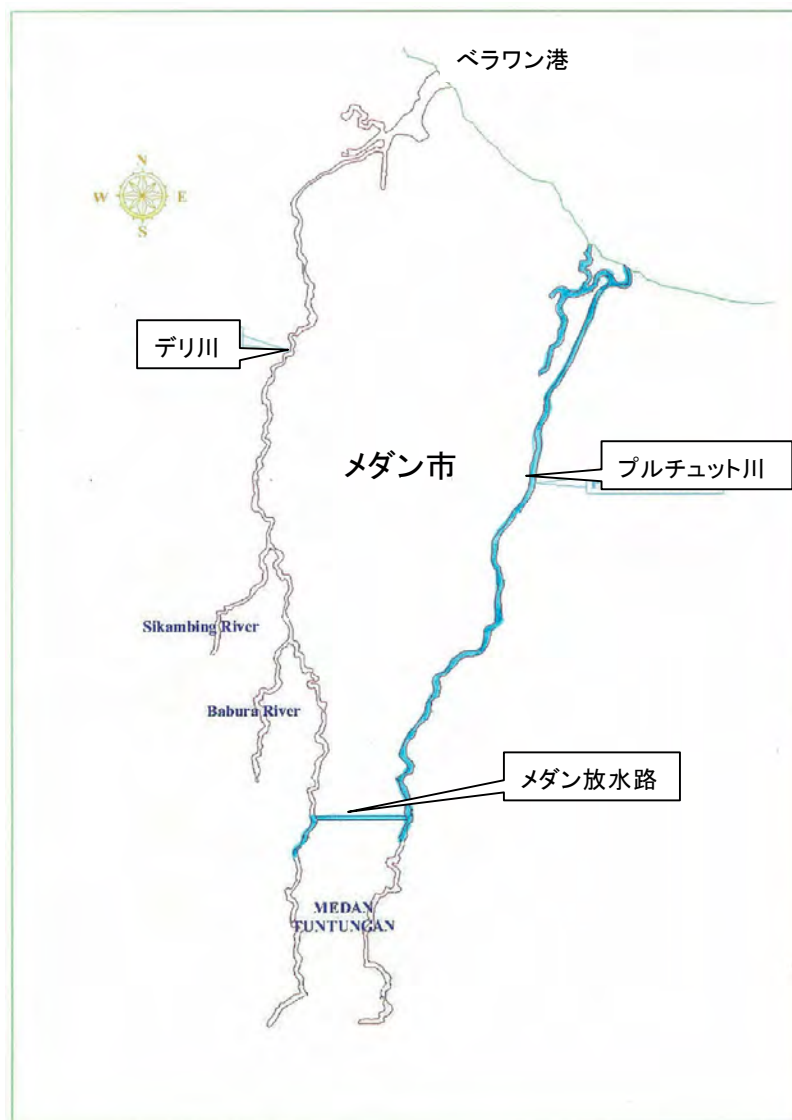 ベラワン港
N
W
E
S
デリ川
メダン市
プルチュット川
Sikambing River
Babura River
メダン放水路
MEDAN
TUNTUNGAN